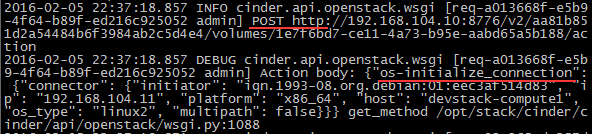 2016-02-05 22:37:18.857 INFO cinder.api.openstack.wsgi [req-a013668f-e5b9
9-4f64-b89f-ed216c925052 admin] POST http://192.168.104.10:8776/v2/aa81b85
1d2a54484b6f3984ab2c5d4e4/volumes/1e7f6bd7-ce11-4a73-b95e-aabd65a5b188/ac
tion
2016-02-05 22:37:18.857 DEBUG cinder.api.openstack.wsgi [req-a013668f-e5b
9-4f64-b89f-ed216c925052 admin] Action body: {"os-initialize_connection":
{"connector": {"initiator": "iqn.1993-08.org.debian:01:eec3af514d83", "i
p": "192.168.104.11", "platform": "x86_64", "host": "devstack-compute1",
"os_type": "linux2", "multipath": false}}} get_method /opt/stack/cinder/c
inder/api/openstack/wsgi.py:1088